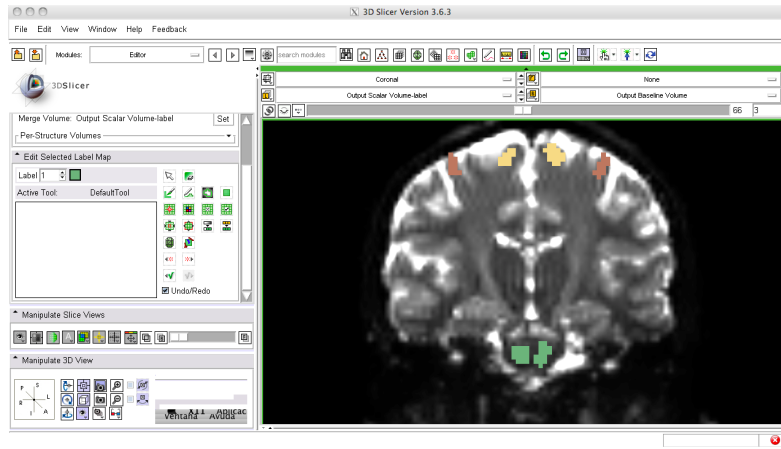 3D Slicer Version 3.6.3
File Edit View Window Help Feedback
Modules: Editor search modules
3DSlicer
Coronal None
Output Scalar Volume-label Output Baseline Volume
66 3
Merge Volume: Output Scalar Volume-label Set
Per-Structure Volumes
Edit Selected Label Map
Label 1
Active Tool: DefaultTool
Undo/Redo
Manipulate Slice Views
Manipulate 3D View
P S
R L
I A
X11 Aplicac
Ventana Ayuda